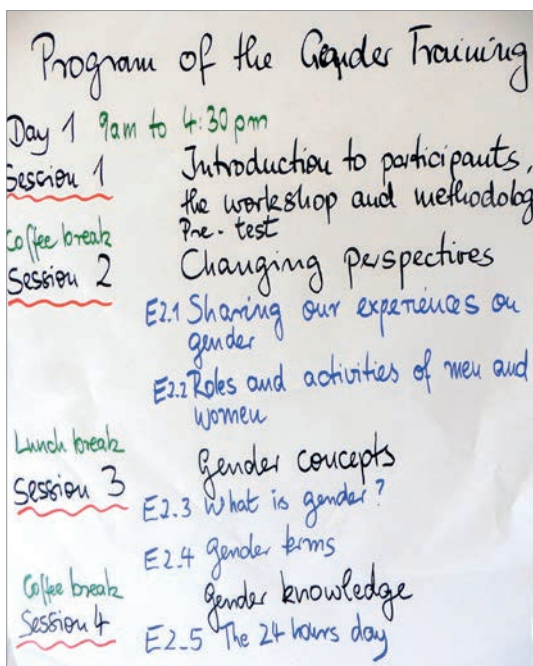 Program of the Gender Training
Day 1 9am to 4:30pm
Session 1 Introduction to participants,
the workshop and methodolog
Pre-test
Coffee break
Session 2 Changing perspectives
E2.1 Sharing our experiences on
gender
E2.2 Roles and activities of men and
women
Lunch break
Session 3 Gender concepts
E2.3 What is gender?
E2.4 Gender terms
Coffee break
Session 4 Gender knowledge
E2.5 The 24 hours day